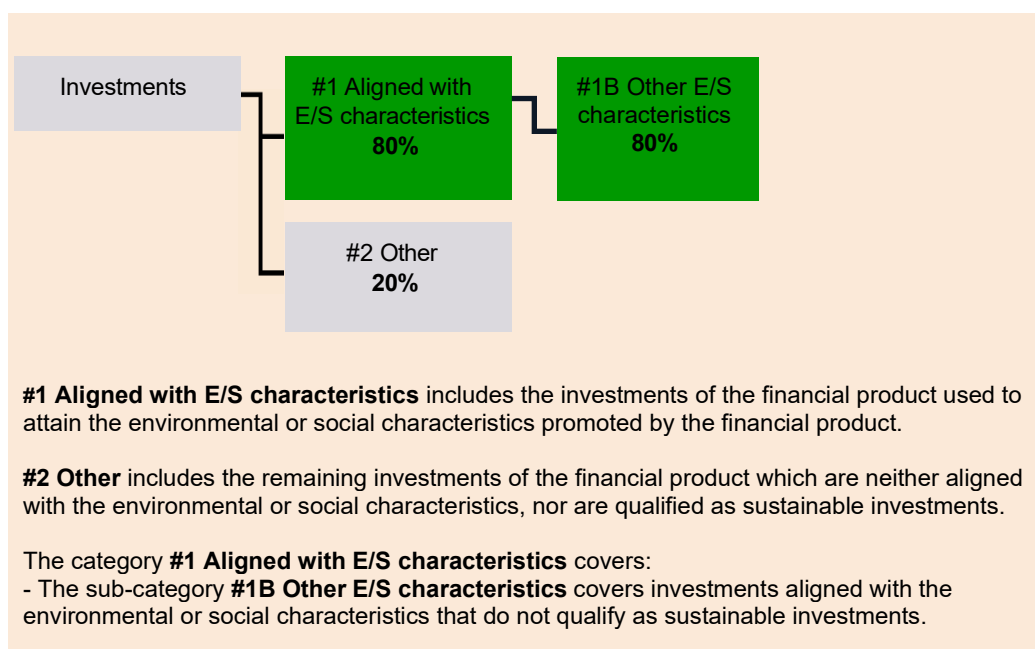 Investments
#1 Aligned with
E/S characteristics
80%
#1B Other E/S
characteristics
80%
#2 Other
20%
#1 Aligned with E/S characteristics includes the investments of the financial product used to
attain the environmental or social characteristics promoted by the financial product.
#2 Other includes the remaining investments of the financial product which are neither aligned
with the environmental or social characteristics, nor are qualified as sustainable investments.
The category #1 Aligned with E/S characteristics covers:
- The sub-category #1B Other E/S characteristics covers investments aligned with the
environmental or social characteristics that do not qualify as sustainable investments.